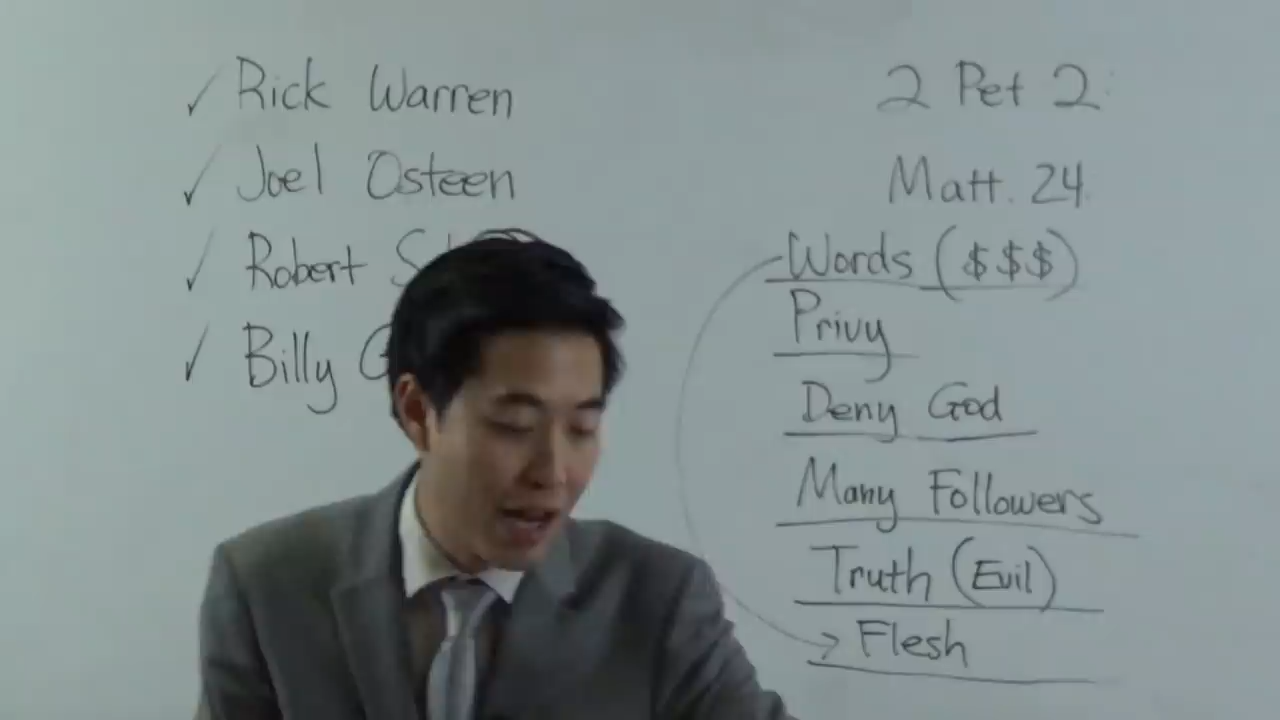 ✓ Rick Warren
✓ Joel Osteen
✓ Robert
✓ Billy
2 Pet 2:
Matt. 24
Words ($$$)
Privy
Deny God
Many Followers
Truth (Evil)
→ Flesh